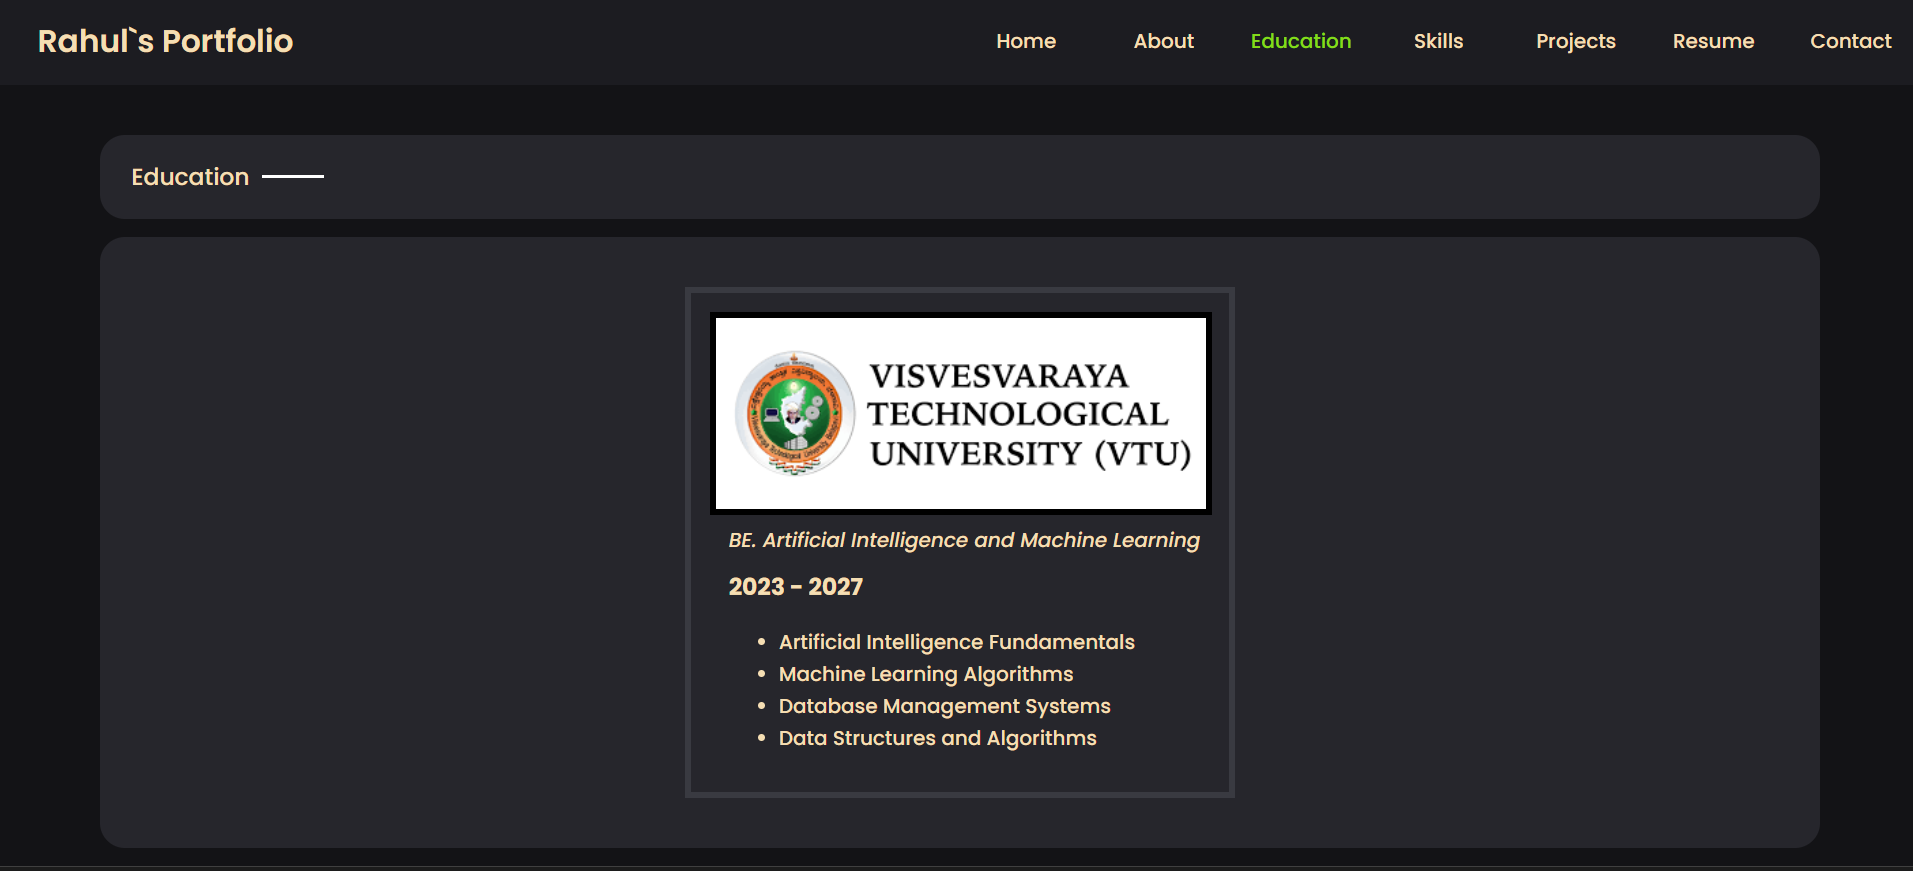 Rahul`s Portfolio
Home About Education Skills Projects Resume Contact
Education
VISVESVARAYA
TECHNOLOGICAL
UNIVERSITY (VTU)
BE. Artificial Intelligence and Machine Learning
2023 - 2027
• Artificial Intelligence Fundamentals
• Machine Learning Algorithms
• Database Management Systems
• Data Structures and Algorithms